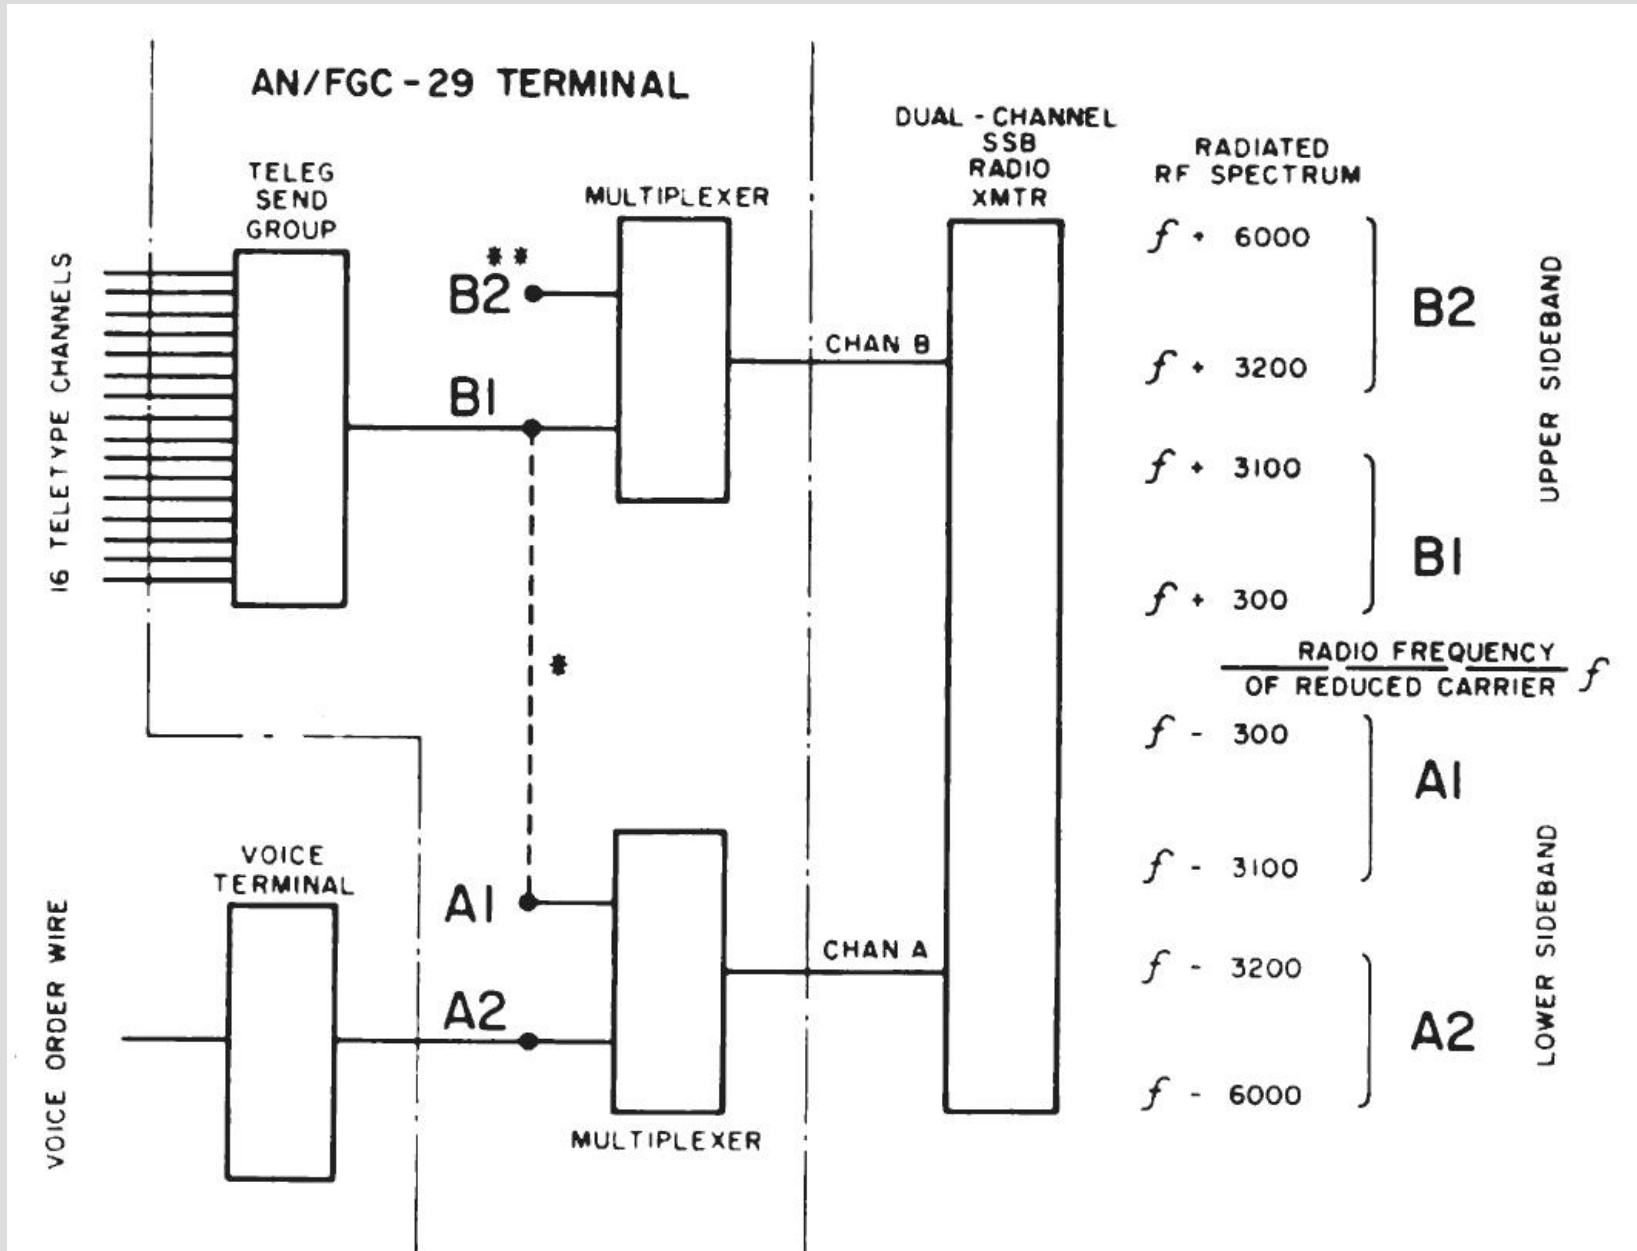 AN/FGC-29 TERMINAL
TELEG
SEND
GROUP
16 TELETYPE CHANNELS
MULTIPLEXER
**
B2
B1
CHAN B
DUAL-CHANNEL
SSB
RADIO
XMTR
RADIATED
RF SPECTRUM
f + 6000
B2
f + 3200
f + 3100
B1
f + 300
UPPER SIDEBAND
RADIO FREQUENCY
OF REDUCED CARRIER f
*
f - 300
A1
f - 3100
f - 3200
A2
f - 6000
LOWER SIDEBAND
VOICE
TERMINAL
VOICE ORDER WIRE
A1
A2
CHAN A
MULTIPLEXER